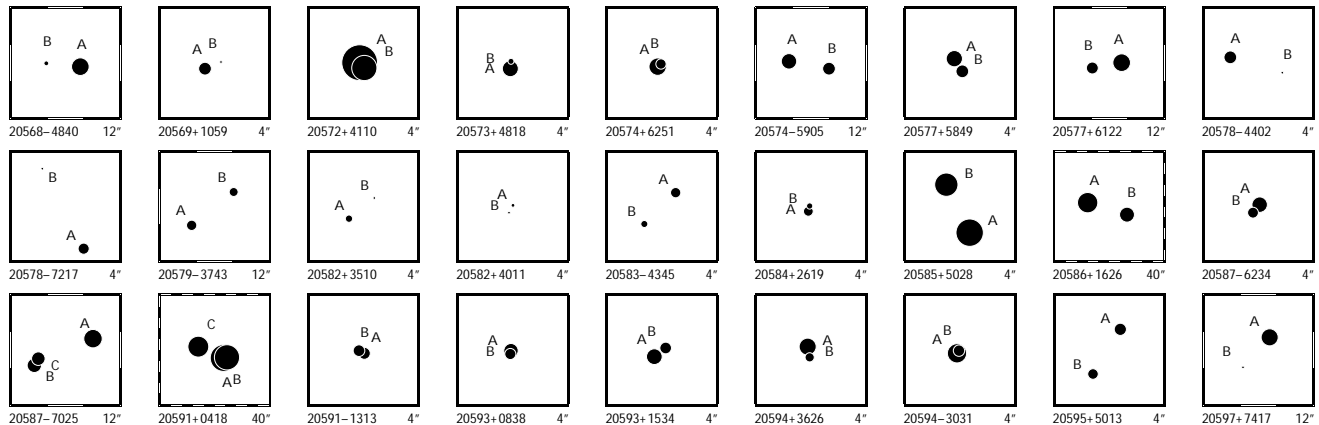 B A
A B
A B
B A
A B
A B
A B
B A
A B
20568−4840 12″
20569+1059 4″
20572+4110 4″
20573+4818 4″
20574+6251 4″
20574−5905 12″
20577+5849 4″
20577+6122 12″
20578−4402 4″
B A
B A
B A
A B
A B
B A
B A
A B
A B
20578−7217 4″
20579−3743 12″
20582+3510 4″
20582+4011 4″
20583−4345 4″
20584+2619 4″
20585+5028 4″
20586+1626 40″
20587−6234 4″
A C B
C A B
B A
A B
B A
A B
B A
A B
A B
20587−7025 12″
20591+0418 40″
20591−1313 4″
20593+0838 4″
20593+1534 4″
20594+3626 4″
20594−3031 4″
20595+5013 4″
20597+7417 12″